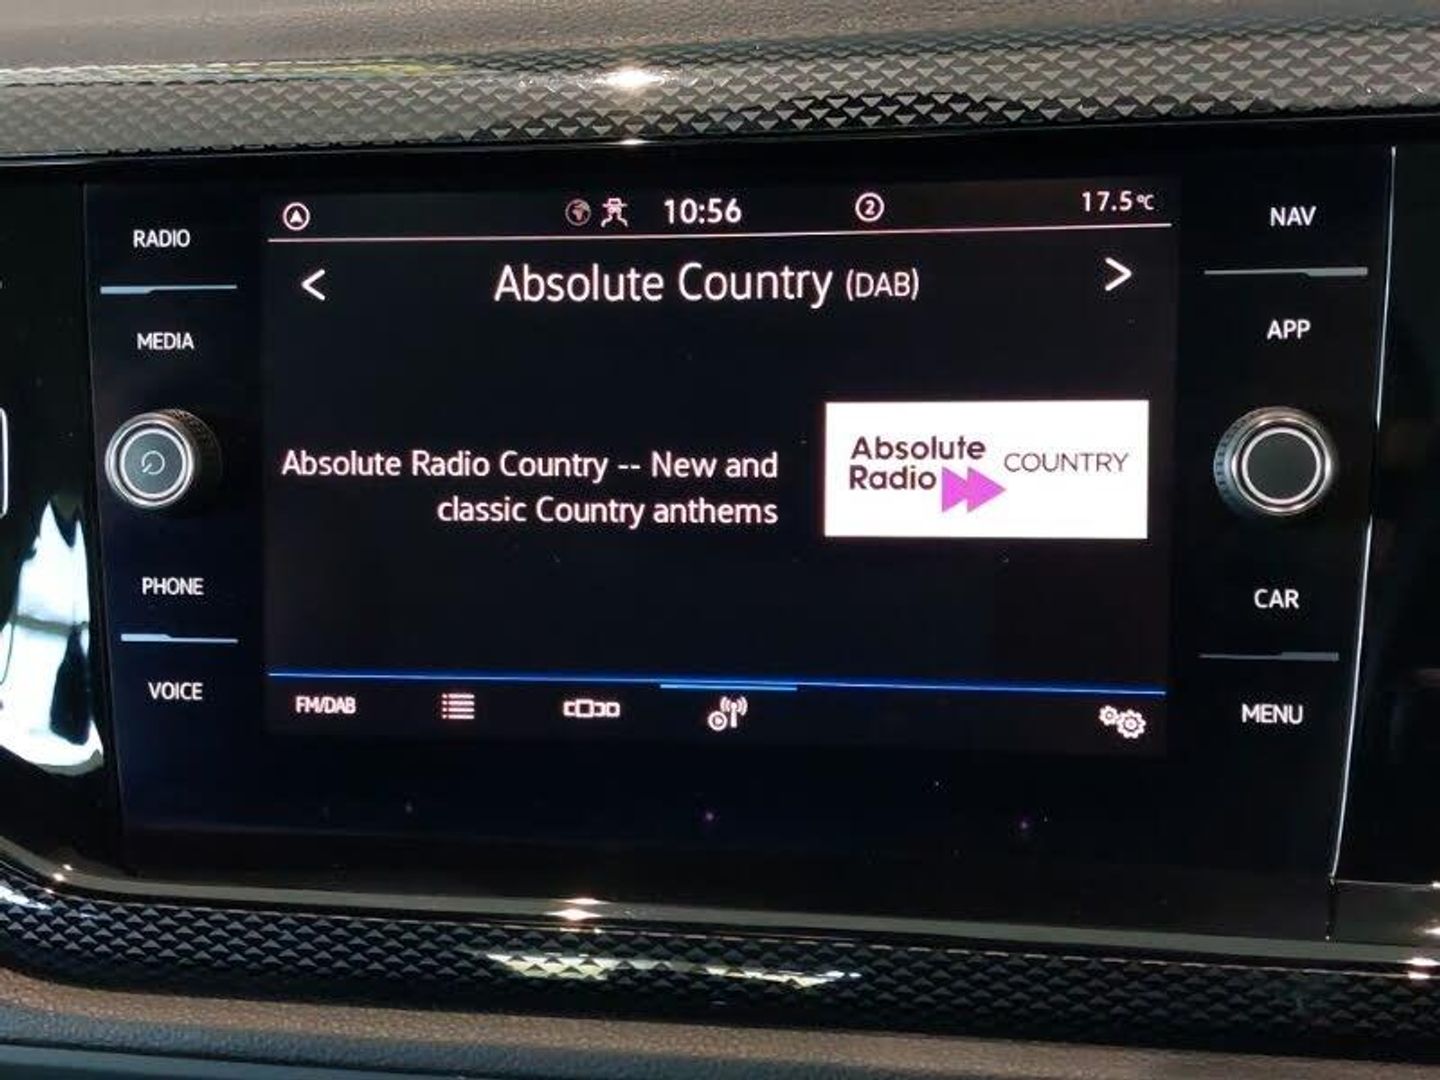 RADIO
MEDIA
PHONE
VOICE
10:56
2
17.5°C
Absolute Country (DAB)
Absolute Radio Country -- New and
classic Country anthems
Absolute
Radio
COUNTRY
FM/DAB
NAV
APP
CAR
MENU